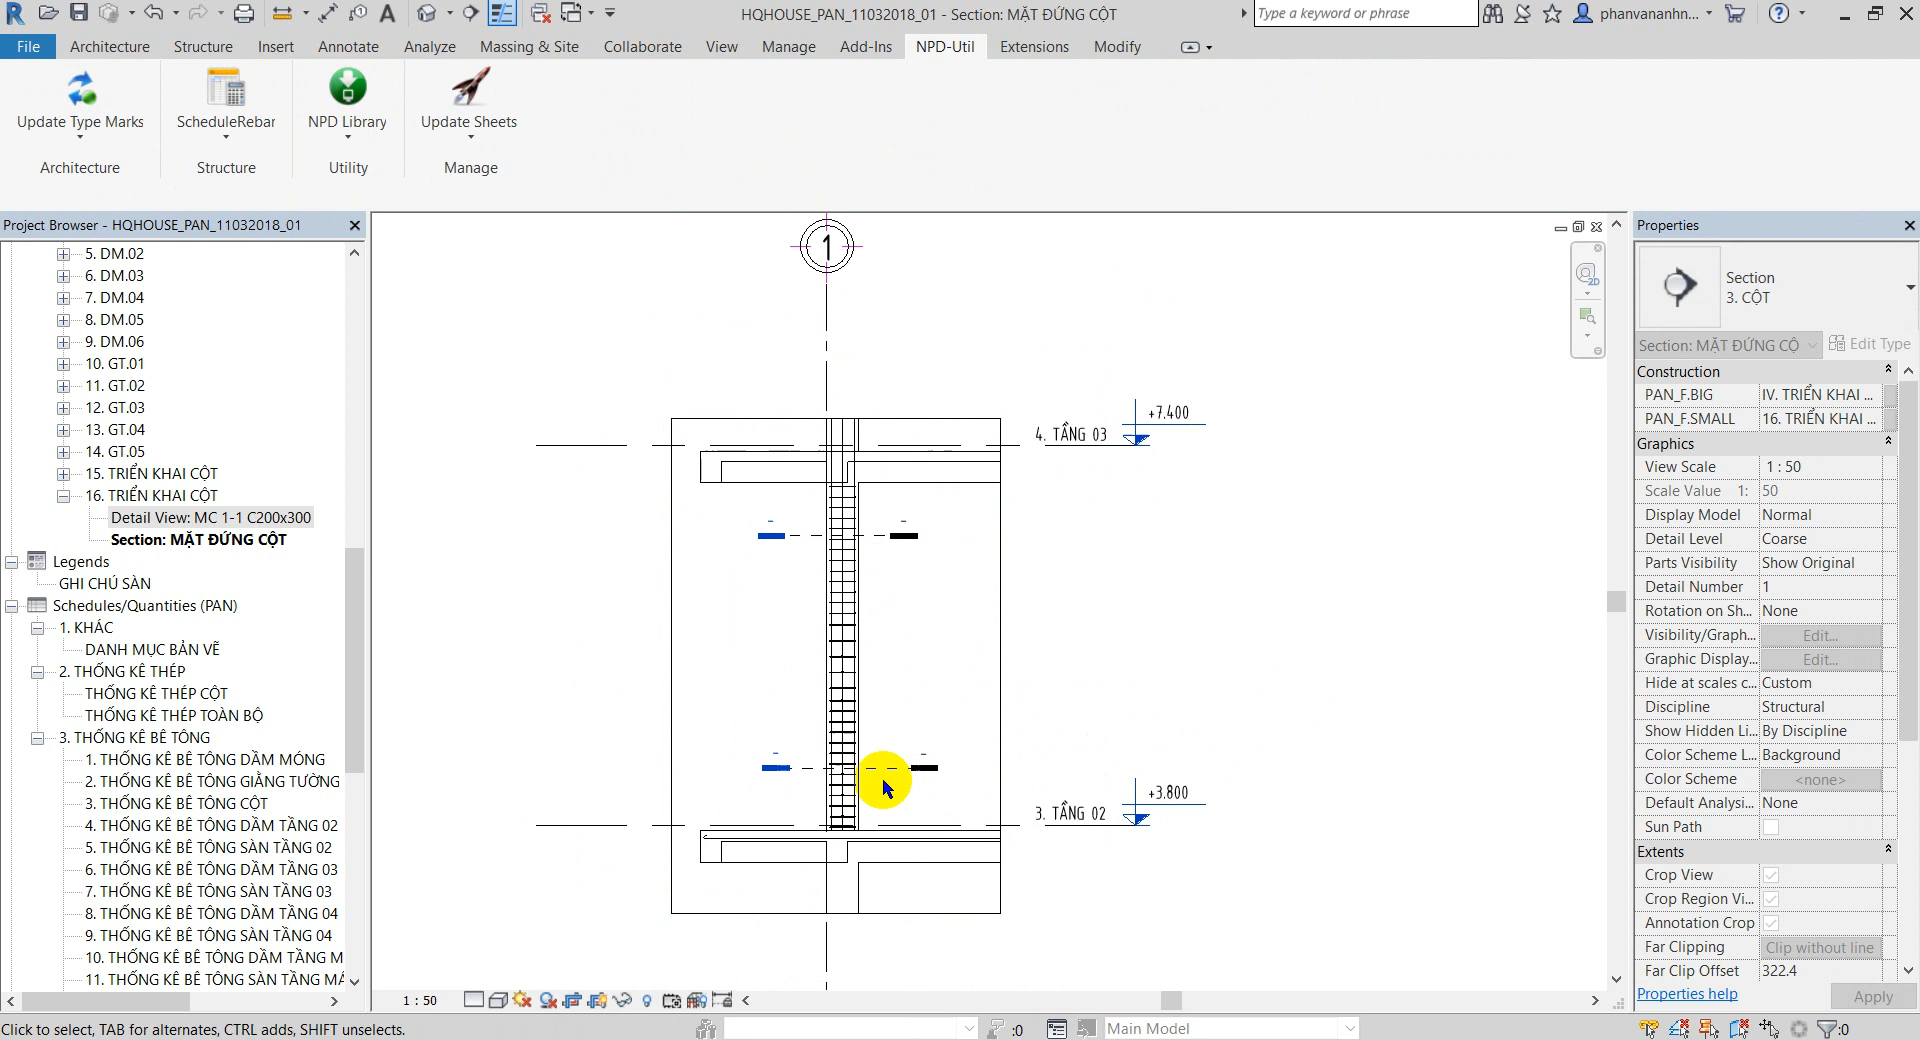 HQHOUSE_PAN_11032018_01 - Section: MẶT ĐỨNG CỘT
Type a keyword or phrase
phanvananhn...
File Architecture Structure Insert Annotate Analyze Massing & Site Collaborate View Manage Add-Ins NPD-Util Extensions Modify
Update Type Marks ScheduleRebar NPD Library Update Sheets
Architecture Structure Utility Manage
Project Browser - HQHOUSE_PAN_11032018_01
5. DM.02
6. DM.03
7. DM.04
8. DM.05
9. DM.06
10. GT.01
11. GT.02
12. GT.03
13. GT.04
14. GT.05
15. TRIỂN KHAI CỘT
16. TRIỂN KHAI CỘT
Detail View: MC 1-1 C200x300
Section: MẶT ĐỨNG CỘT
Legends
GHI CHÚ SÀN
Schedules/Quantities (PAN)
1. KHÁC
DANH MỤC BẢN VẼ
2. THỐNG KÊ THÉP
THỐNG KÊ THÉP CỘT
THỐNG KÊ THÉP TOÀN BỘ
3. THỐNG KÊ BÊ TÔNG
1. THỐNG KÊ BÊ TÔNG DẦM MÓNG
2. THỐNG KÊ BÊ TÔNG GIẰNG TƯỜNG
3. THỐNG KÊ BÊ TÔNG CỘT
4. THỐNG KÊ BÊ TÔNG DẦM TẦNG 02
5. THỐNG KÊ BÊ TÔNG SÀN TẦNG 02
6. THỐNG KÊ BÊ TÔNG DẦM TẦNG 03
7. THỐNG KÊ BÊ TÔNG SÀN TẦNG 03
8. THỐNG KÊ BÊ TÔNG DẦM TẦNG 04
9. THỐNG KÊ BÊ TÔNG SÀN TẦNG 04
10. THỐNG KÊ BÊ TÔNG DẦM TẦNG M
11. THỐNG KÊ BÊ TÔNG SÀN TẦNG MÁ
1
+7.400
4. TẦNG 03
+3.800
3. TẦNG 02
2D
Properties
Section
3. CỘT
Section: MẶT ĐỨNG CỘ Edit Type
Construction
PAN_F.BIG IV. TRIỂN KHAI ...
PAN_F.SMALL 16. TRIỂN KHAI ...
Graphics
View Scale 1 : 50
Scale Value 1: 50
Display Model Normal
Detail Level Coarse
Parts Visibility Show Original
Detail Number 1
Rotation on Sh... None
Visibility/Graph... Edit...
Graphic Display... Edit...
Hide at scales c... Custom
Discipline Structural
Show Hidden Li... By Discipline
Color Scheme L... Background
Color Scheme <none>
Default Analysi... None
Sun Path
Extents
Crop View
Crop Region Vi...
Annotation Crop
Far Clipping Clip without line
Far Clip Offset 322.4
Properties help Apply
1 : 50
Click to select, TAB for alternates, CTRL adds, SHIFT unselects.
:0
Main Model
:0